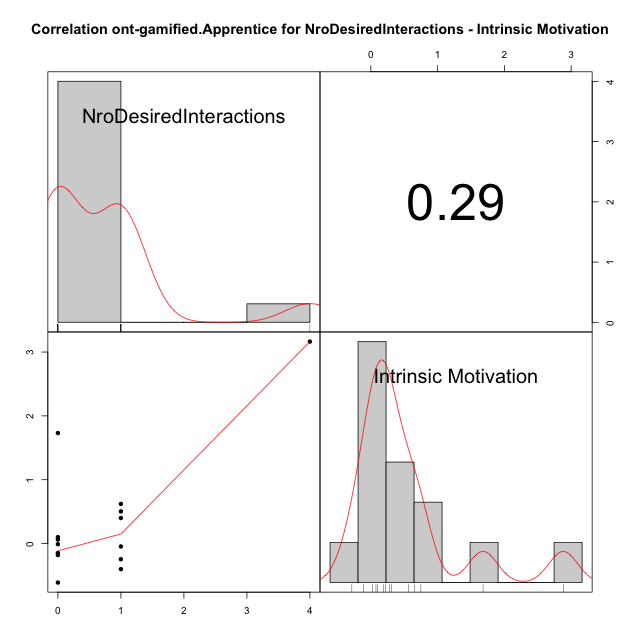 Correlation ont-gamified.Apprentice for NroDesiredInteractions - Intrinsic Motivation
0 1 2 3
NroDesiredInteractions
0.29
4
3
2
1
0
3
2
1
0
Intrinsic Motivation
0 1 2 3 4